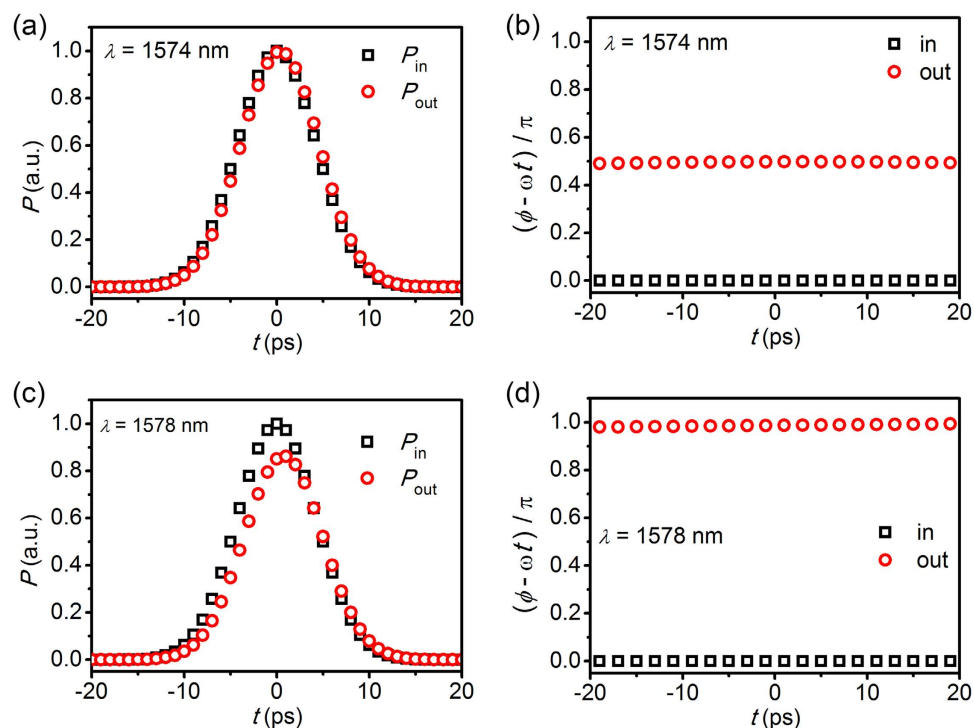 (a)
λ = 1574 nm
P in
P out
P (a.u.)
1.0
0.8
0.6
0.4
0.2
0.0
-20 -10 0 10 20
t (ps)
(b)
λ = 1574 nm
in
out
(ϕ - ωt) / π
1.0
0.8
0.6
0.4
0.2
0.0
-20 -10 0 10 20
t (ps)
(c)
λ = 1578 nm
P in
P out
P (a.u.)
1.0
0.8
0.6
0.4
0.2
0.0
-20 -10 0 10 20
t (ps)
(d)
λ = 1578 nm
in
out
(ϕ - ωt) / π
1.0
0.8
0.6
0.4
0.2
0.0
-20 -10 0 10 20
t (ps)